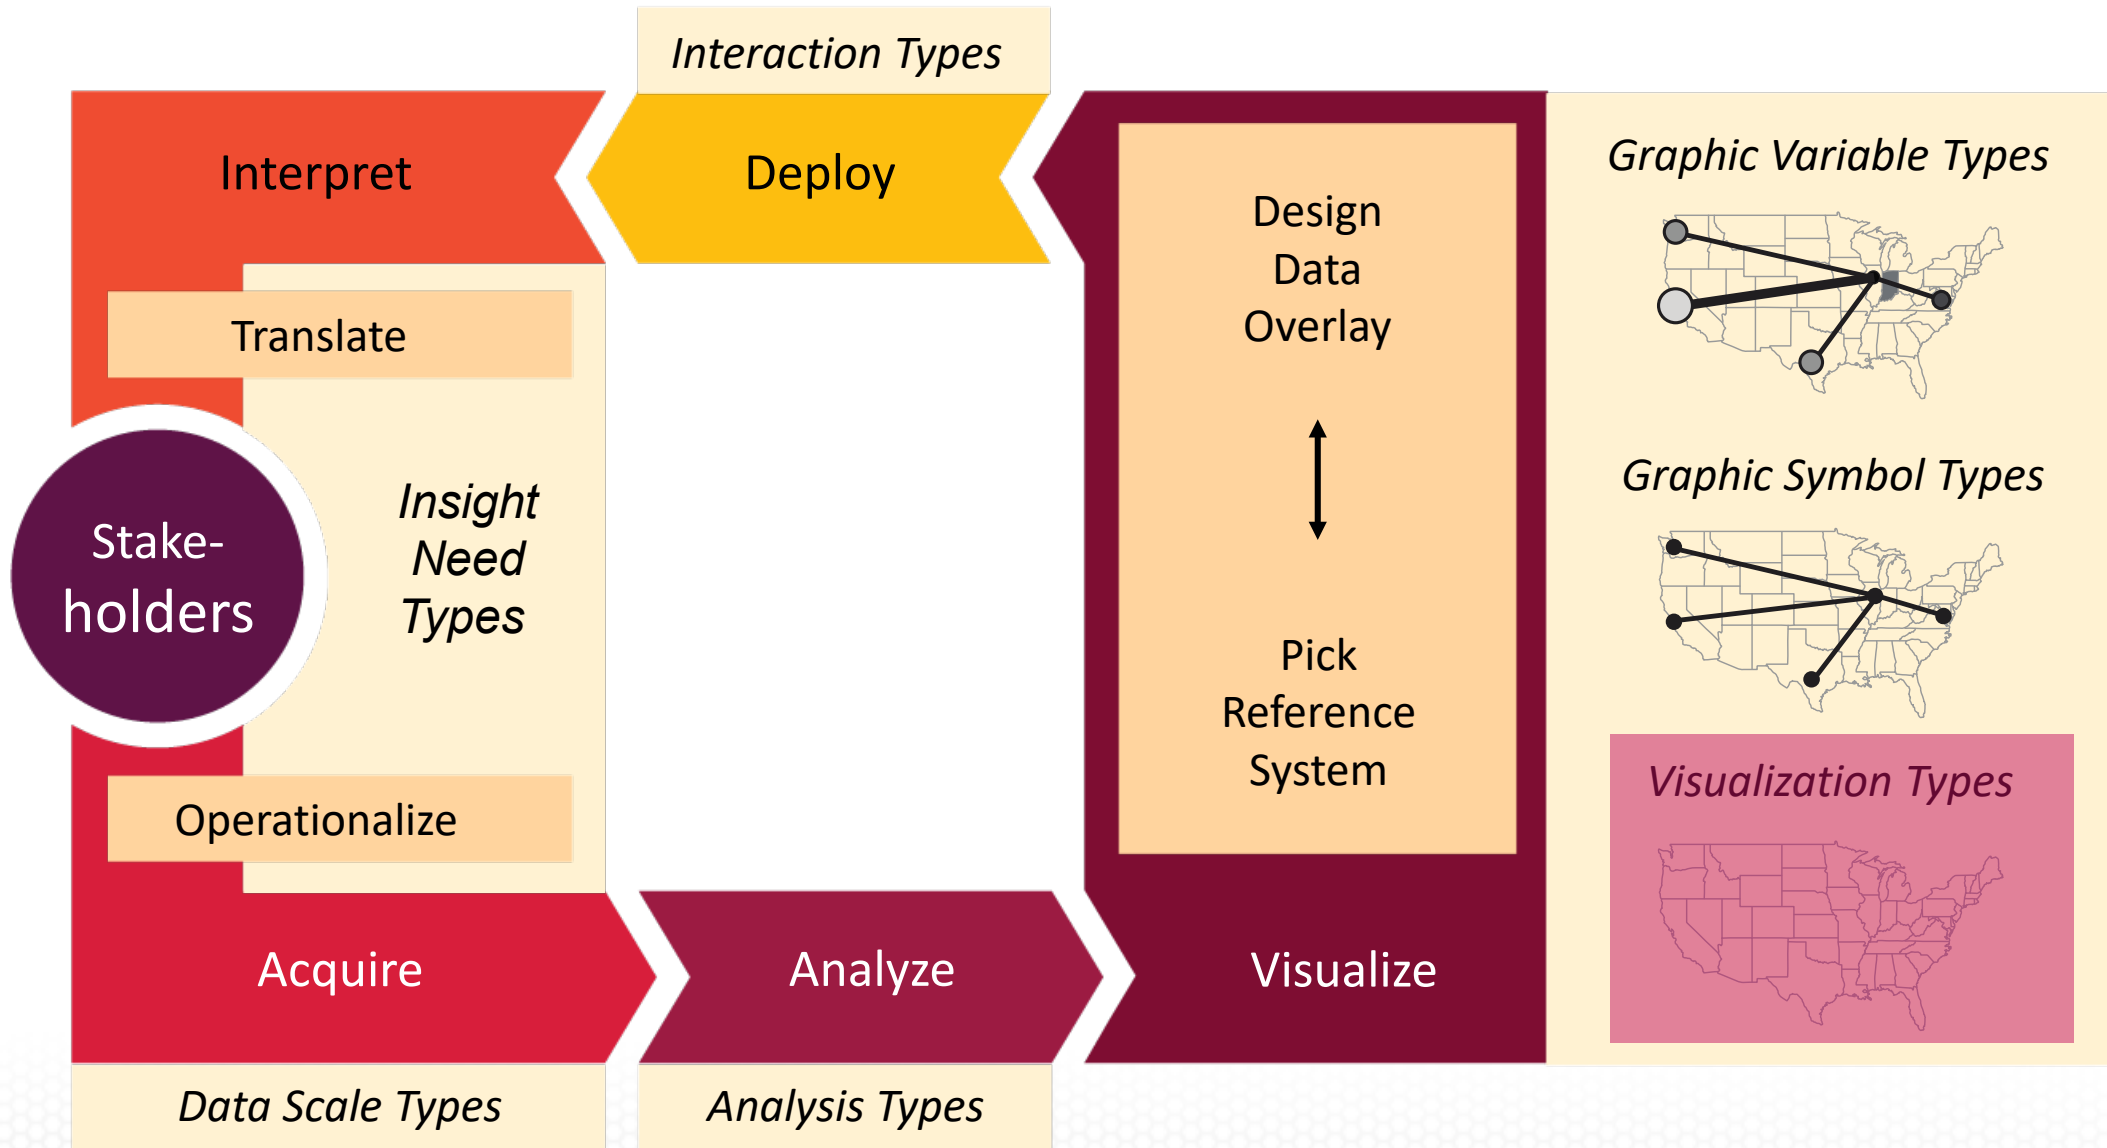 Interaction Types
Interpret
Deploy
Design
Data
Overlay
Pick
Reference
System
Visualize
Graphic Variable Types
Graphic Symbol Types
Visualization Types
Translate
Stake-
holders
Insight
Need
Types
Operationalize
Acquire
Analyze
Data Scale Types
Analysis Types